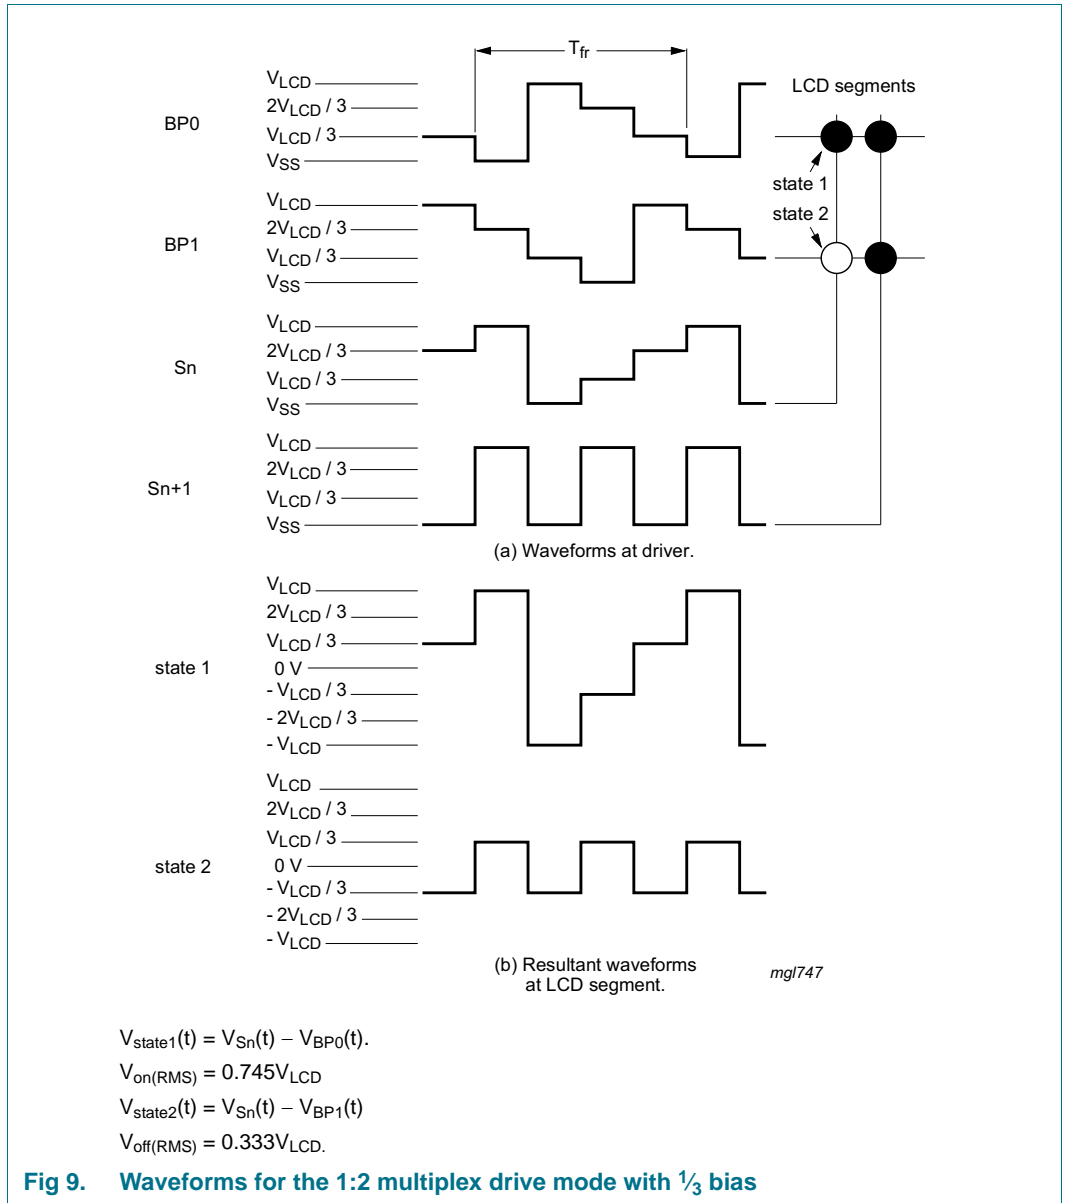 T_fr
BP0
V_LCD
2V_LCD / 3
V_LCD / 3
V_SS
LCD segments
state 1
state 2
BP1
V_LCD
2V_LCD / 3
V_LCD / 3
V_SS
Sn
V_LCD
2V_LCD / 3
V_LCD / 3
V_SS
Sn+1
V_LCD
2V_LCD / 3
V_LCD / 3
V_SS
(a) Waveforms at driver.
state 1
V_LCD
2V_LCD / 3
V_LCD / 3
0 V
- V_LCD / 3
- 2V_LCD / 3
- V_LCD
state 2
V_LCD
2V_LCD / 3
V_LCD / 3
0 V
- V_LCD / 3
- 2V_LCD / 3
- V_LCD
(b) Resultant waveforms
at LCD segment.
mgl747
V_state1(t) = V_Sn(t) − V_BP0(t).
V_on(RMS) = 0.745V_LCD
V_state2(t) = V_Sn(t) − V_BP1(t)
V_off(RMS) = 0.333V_LCD.
Fig 9. Waveforms for the 1:2 multiplex drive mode with 1⁄3 bias